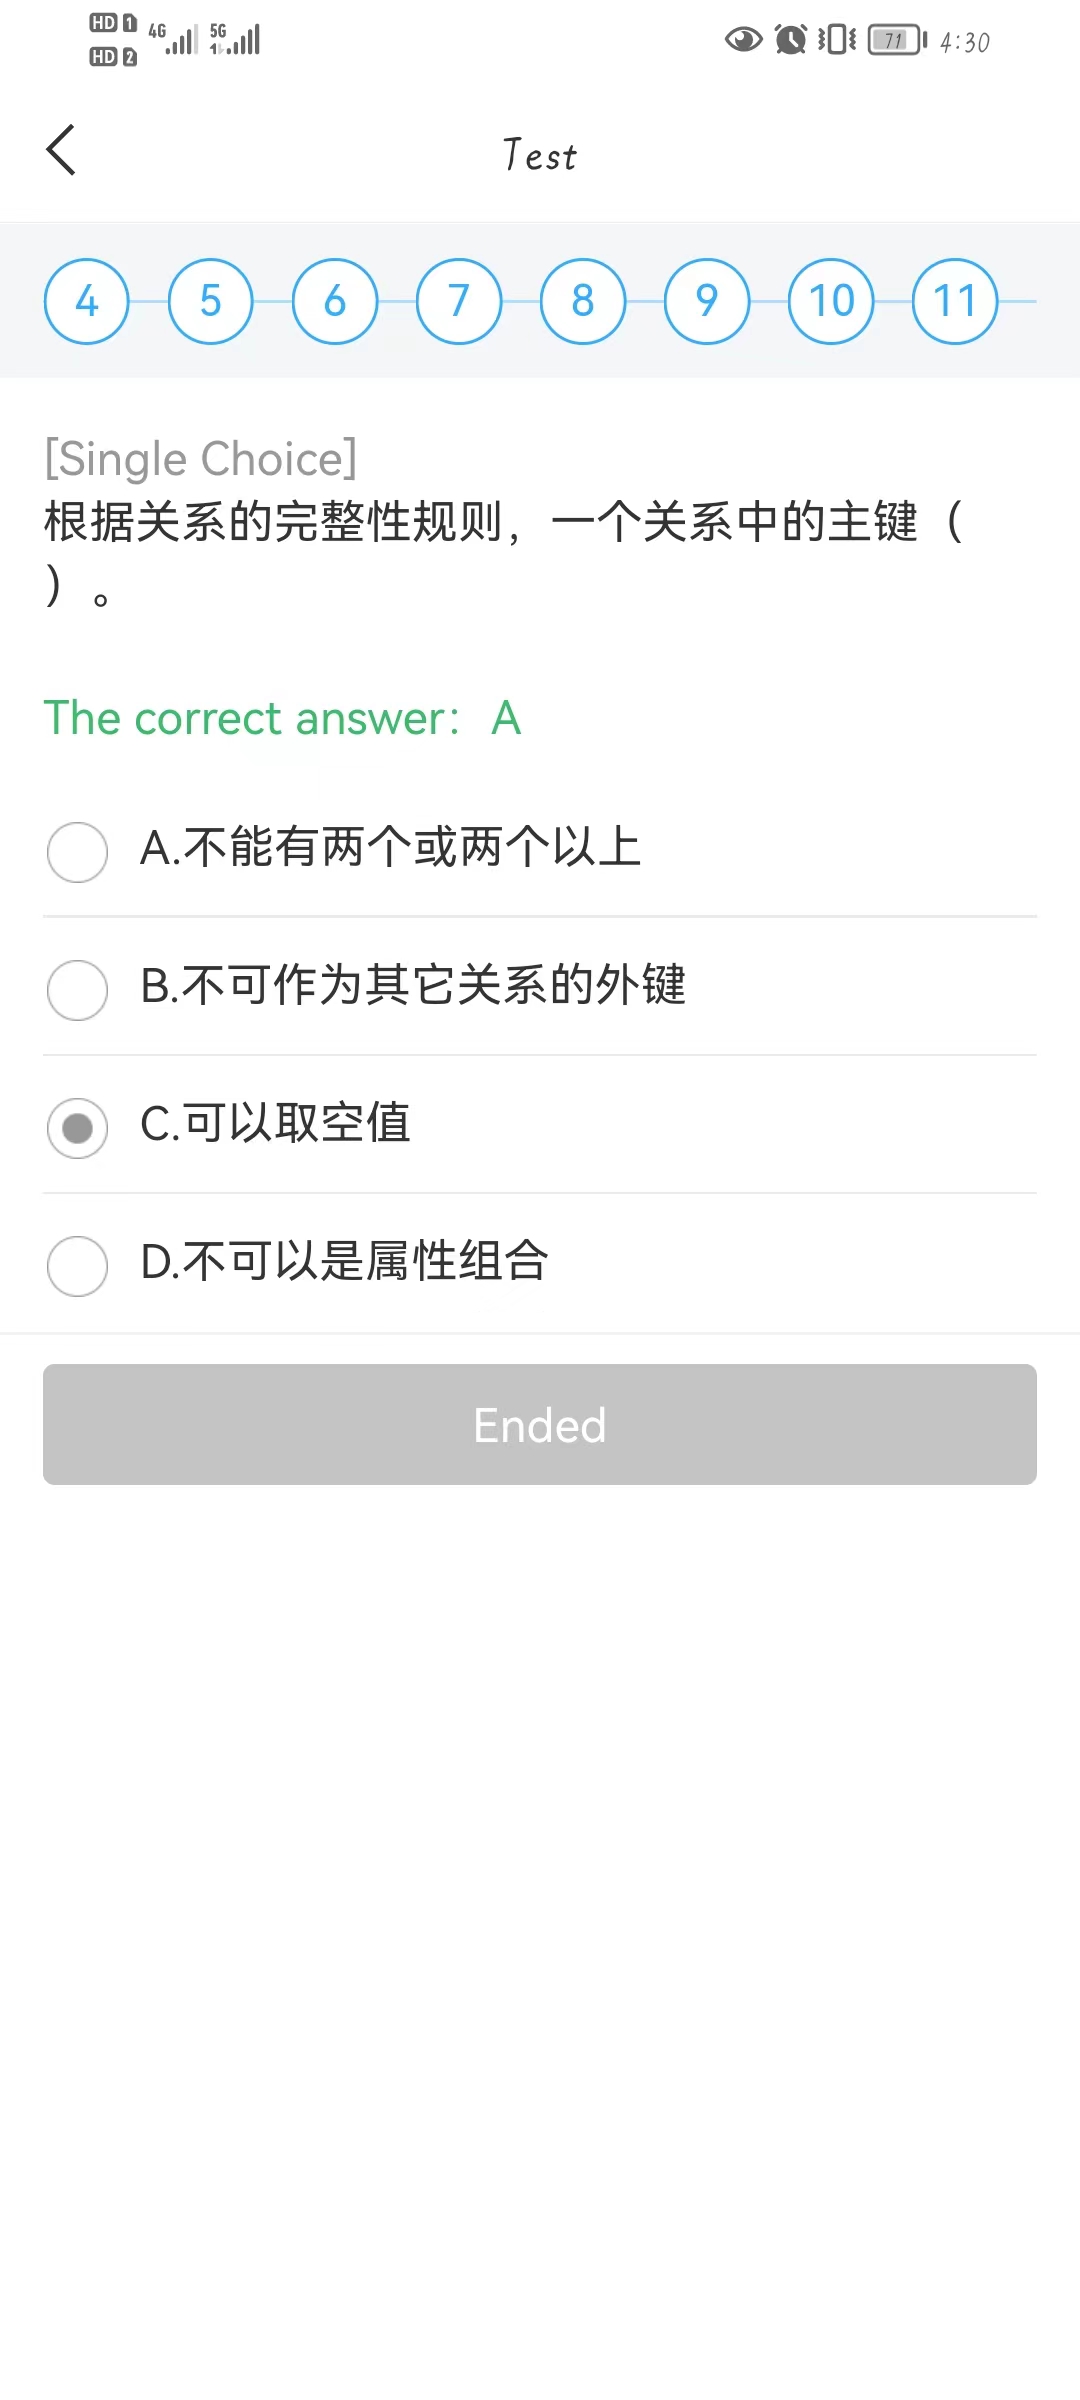 HD 1 4G 5G
HD 2
71 4:30
Test
4 5 6 7 8 9 10 11
[Single Choice]
根据关系的完整性规则, 一个关系中的主键 (
) 。
The correct answer: A
A.不能有两个或两个以上
B.不可作为其它关系的外键
C.可以取空值
D.不可以是属性组合
Ended